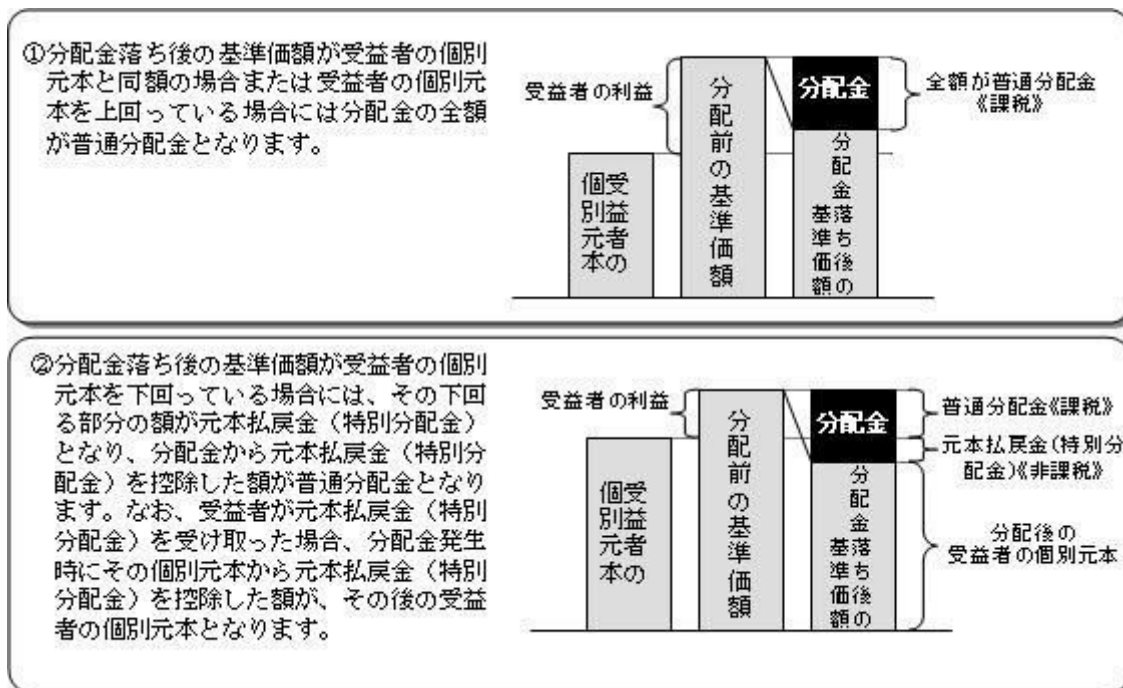 ①分配金落ち後の基準価額が受益者の個別
元本と同額の場合または受益者の個別元
本を上回っている場合には分配金の全額
が普通分配金となります。
受益者の利益
受益者の
個別元本
分配前の基準価額
分配金
分配金落ち後の
基準価額
全額が普通分配金
《課税》
②分配金落ち後の基準価額が受益者の個別
元本を下回っている場合には、その下回
る部分の額が元本払戻金（特別分配金）
となり、分配金から元本払戻金（特別分
配金）を控除した額が普通分配金となり
ます。なお、受益者が元本払戻金（特別
分配金）を受け取った場合、分配金発生
時にその個別元本から元本払戻金（特別
分配金）を控除した額が、その後の受益
者の個別元本となります。
受益者の利益
受益者の
個別元本
分配前の基準価額
分配金
分配金落ち後の
基準価額
普通分配金《課税》
元本払戻金(特別分
配金)《非課税》
分配後の
受益者の個別元本